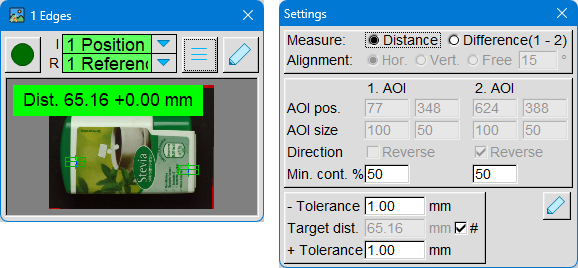 1 Edges
I 1 Position
R 1 Referenc
Dist. 65.16 +0.00 mm
Stevia
Settings
Measure: Distance Difference(1 - 2)
Alignment: Hor. Vert. Free 15 °
1. AOI 2. AOI
AOI pos. 77 348 624 388
AOI size 100 50 100 50
Direction Reverse Reverse
Min. cont. % 50 50
- Tolerance 1.00 mm
Target dist. 65.16 mm #
+ Tolerance 1.00 mm